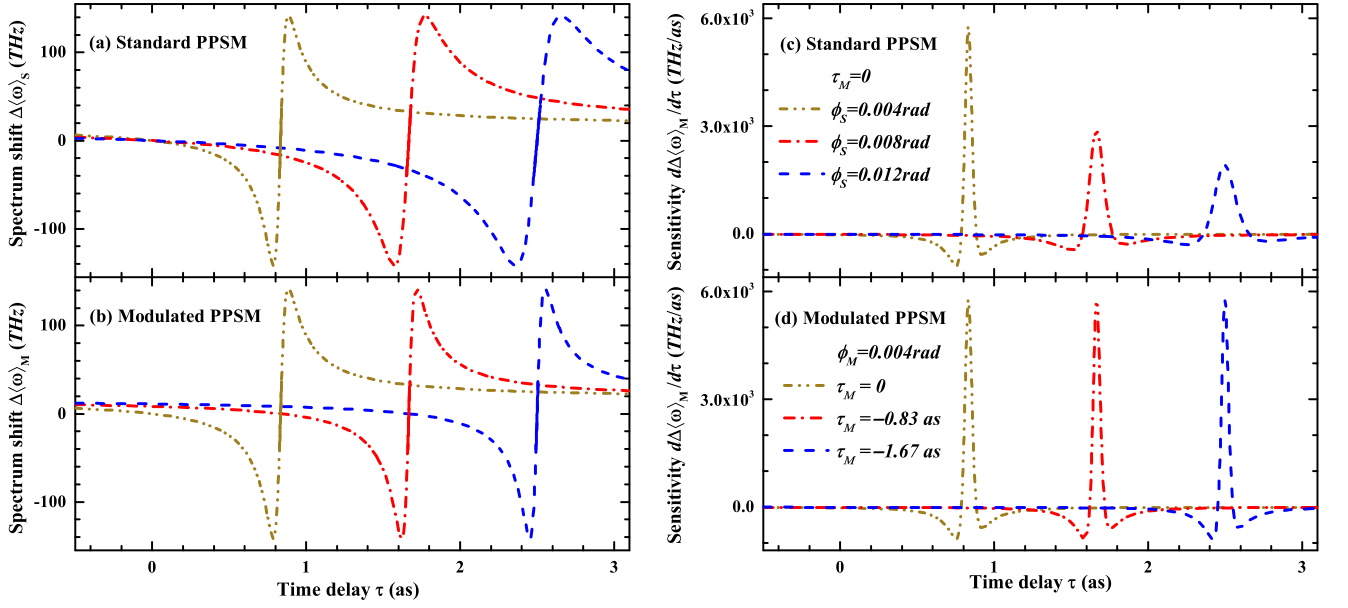 (a) Standard PPSM
Spectrum shift Δ⟨ω⟩S (THz)
100
0
-100
(b) Modulated PPSM
Spectrum shift Δ⟨ω⟩M (THz)
100
0
-100
0 1 2 3
Time delay τ (as)
(c) Standard PPSM
τM=0
ϕS=0.004rad
ϕS=0.008rad
ϕS=0.012rad
Sensitivity dΔ⟨ω⟩M/dτ (THz/as)
6.0x10³
3.0x10³
0.0
(d) Modulated PPSM
ϕM=0.004rad
τM= 0
τM=−0.83 as
τM=−1.67 as
Sensitivity dΔ⟨ω⟩M/dτ (THz/as)
6.0x10³
3.0x10³
0.0
0 1 2 3
Time delay τ (as)